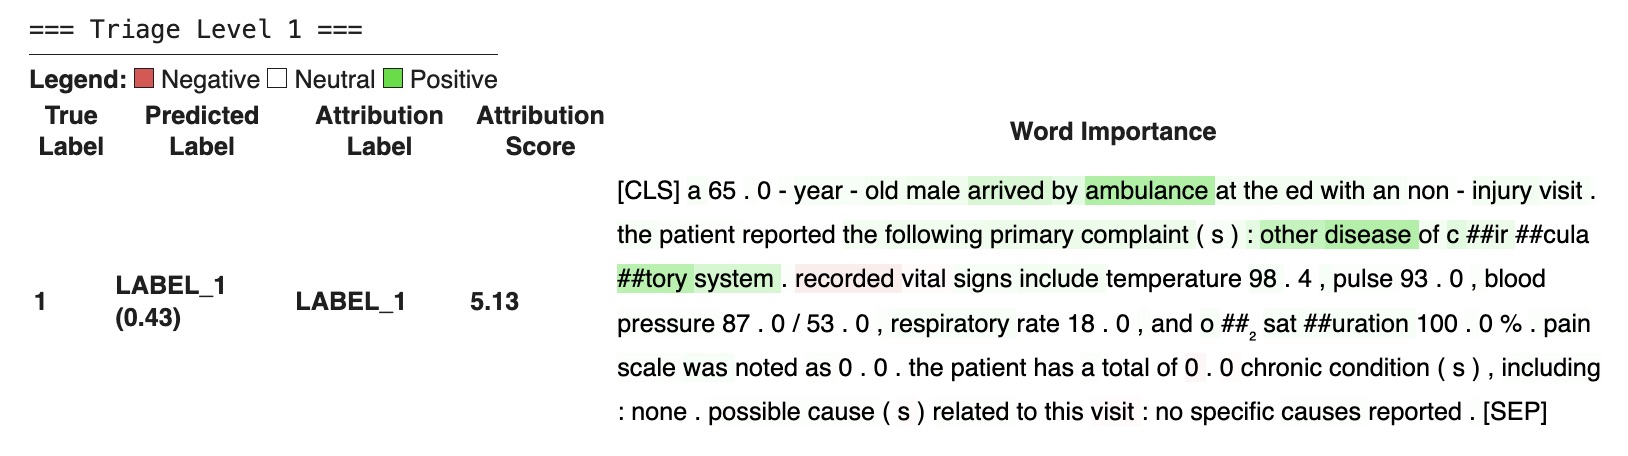 === Triage Level 1 ===
Legend: Negative Neutral Positive
True Label Predicted Label Attribution Label Attribution Score Word Importance
1 LABEL_1 (0.43) LABEL_1 5.13
[CLS] a 65 . 0 - year - old male arrived by ambulance at the ed with an non - injury visit .
the patient reported the following primary complaint ( s ) : other disease of c ##ir ##cula
##tory system . recorded vital signs include temperature 98 . 4 , pulse 93 . 0 , blood
pressure 87 . 0 / 53 . 0 , respiratory rate 18 . 0 , and o ##₂ sat ##uration 100 . 0 % . pain
scale was noted as 0 . 0 . the patient has a total of 0 . 0 chronic condition ( s ) , including
: none . possible cause ( s ) related to this visit : no specific causes reported . [SEP]